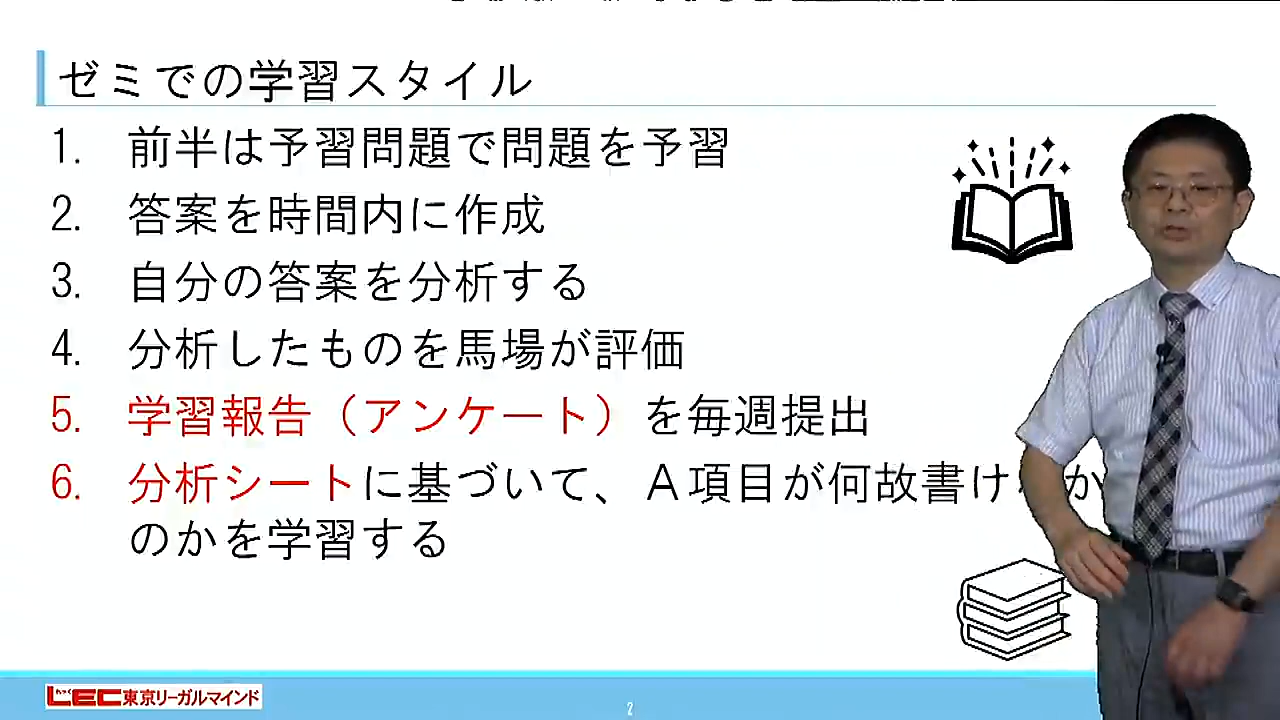 ゼミでの学習スタイル
1. 前半は予習問題で問題を予習
2. 答案を時間内に作成
3. 自分の答案を分析する
4. 分析したものを馬場が評価
5. 学習報告（アンケート）を毎週提出
6. 分析シートに基づいて、Ａ項目が何故書け か
のかを学習する
LEC東京リーガルマインド
2